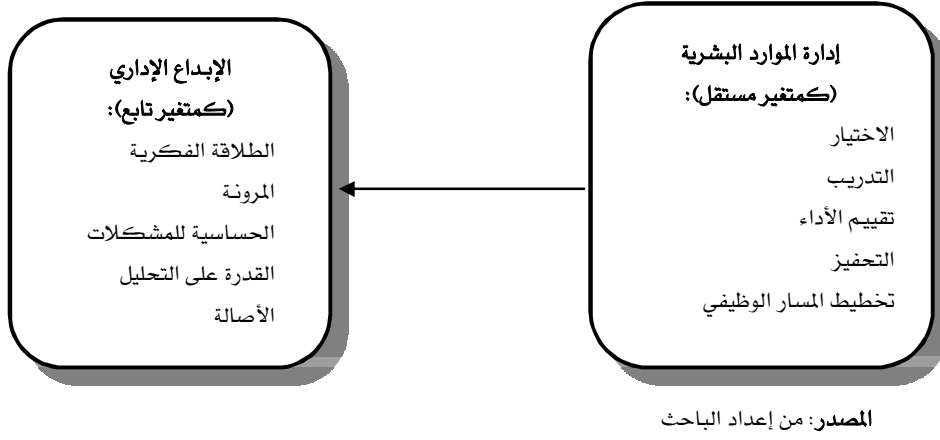 إدارة الموارد البشرية
(كمتغير مستقل):
الاختيار
التدريب
تقييم الأداء
التحفيز
تخطيط المسار الوظيفي
الإبداع الإداري
(كمتغير تابع):
الطلاقة الفكرية
المرونة
الحساسية للمشكلات
القدرة على التحليل
الأصالة
المصدر: من إعداد الباحث